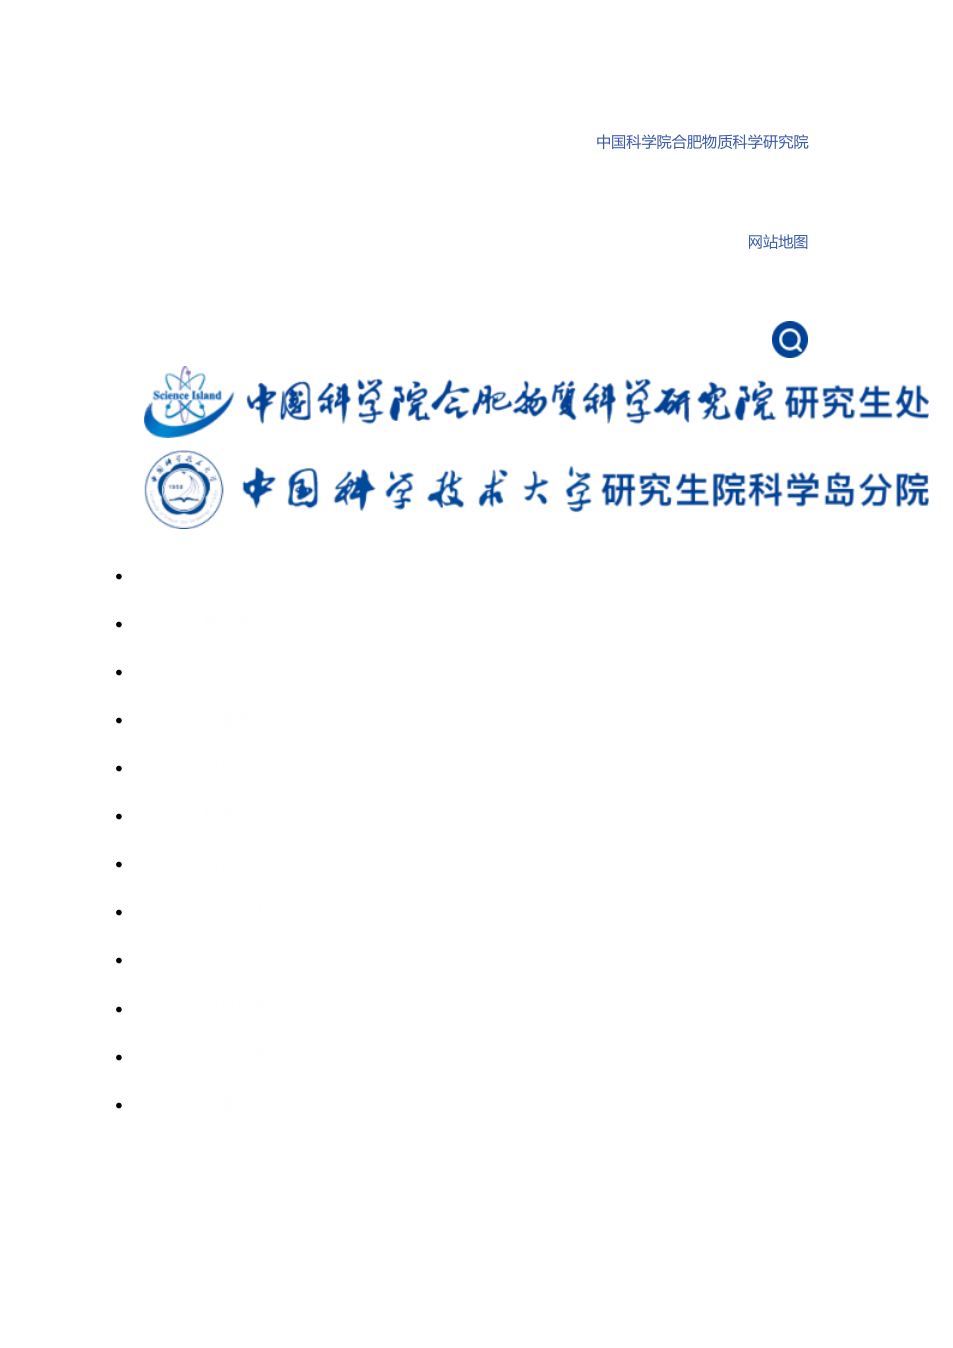 中国科学院合肥物质科学研究院
网站地图
Science Island
中国科学院合肥物质科学研究院 研究生处
1958
中国科学技术大学 研究生院科学岛分院